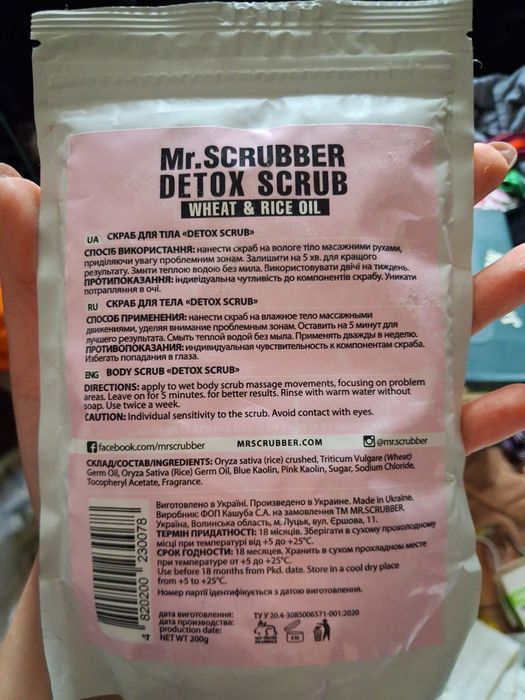 Mr.SCRUBBER
DETOX SCRUB
WHEAT & RICE OIL
UA СКРАБ ДЛЯ ТІЛА «DETOX SCRUB»
СПОСІБ ВИКОРИСТАННЯ: нанести скраб на вологе тіло масажними рухами,
приділяючи увагу проблемним зонам. Залишити на 5 хв. для кращого
результату. Змити теплою водою без мила. Використовувати двічі на тиждень.
ПРОТИПОКАЗАННЯ: індивідуальна чутливість до компонентів скрабу. Уникати
потрапляння в очі.
RU СКРАБ ДЛЯ ТЕЛА «DETOX SCRUB»
СПОСОБ ПРИМЕНЕНИЯ: нанести скраб на влажное тело массажными
движениями, уделяя внимание проблемным зонам. Оставить на 5 минут для
лучшего результата. Смыть теплой водой без мыла. Применять дважды в неделю.
ПРОТИВОПОКАЗАНИЯ: индивидуальная чувствительность к компонентам скраба.
Избегать попадания в глаза.
ENG BODY SCRUB «DETOX SCRUB»
DIRECTIONS: apply to wet body scrub massage movements, focusing on problem
areas. Leave on for 5 minutes. for better results. Rinse with warm water without
soap. Use twice a week.
CAUTION: Individual sensitivity to the scrub. Avoid contact with eyes.
facebook.com/mrscrubber MRSCRUBBER.COM @mr.scrubber
СКЛАД/СОСТАВ/INGREDIENTS: Oryza sativa (rice) crushed, Triticum Vulgare (Wheat)
Germ Oil, Oryza Sativa (Rice) Germ Oil, Blue Kaolin, Pink Kaolin, Sugar, Sodium Chloride,
Tocopheryl Acetate, Fragrance.
Виготовлено в Україні. Произведено в Украине. Made in Ukraine.
Виробник: ФОП Кашуба С.А. на замовлення ТМ MR.SCRUBBER
Україна, Волинська область, м. Луцьк, вул. Єршова, 11.
ТЕРМІН ПРИДАТНОСТІ: 18 місяців. Зберігати в сухому прохолодному
місці при температурі від +5 до +25°C.
СРОК ГОДНОСТИ: 18 месяцев. Хранить в сухом прохладном месте
при температуре от +5 до +25°C.
Use before 18 months from Pkd. date. Store in a cool dry place
from +5 to +25°C.
Номер партії ідентифікується з датою виготовлення.
4 820200 230078
дата виготовлення:
дата производства:
production date:
NET WT 200g
ТУ У 20.4-3085006571-001:2020